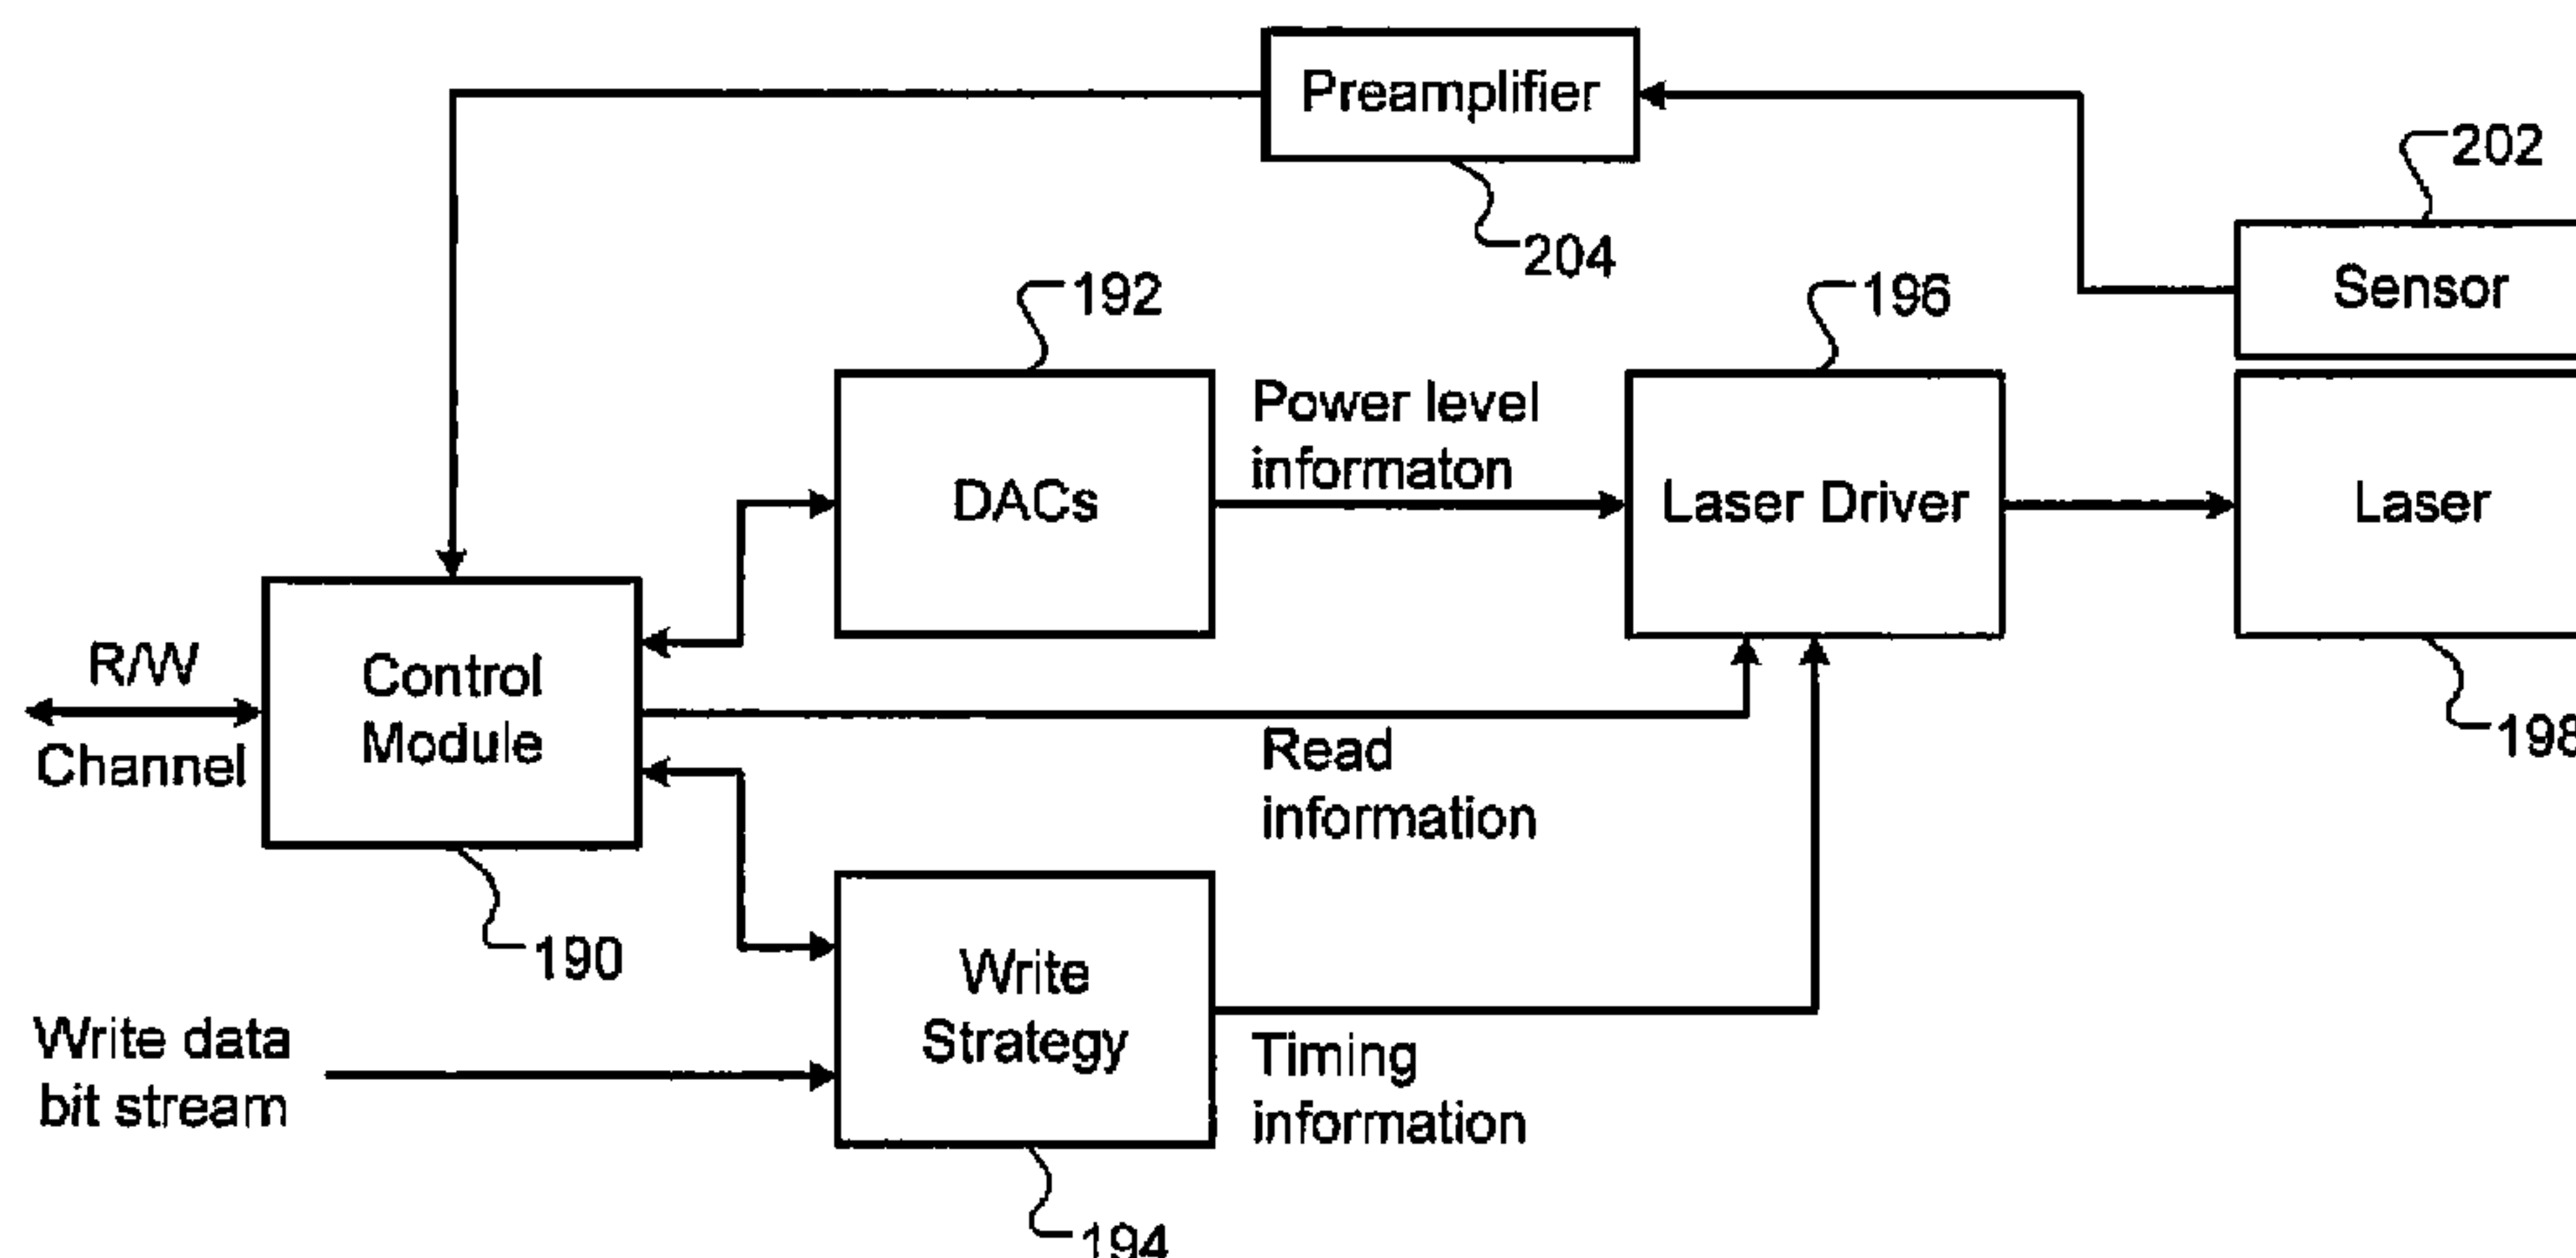 Preamplifier
202
204
Sensor
192
196
Power level
informaton
DACs
Laser Driver
Laser
R/W
Channel
Control
Module
Read
information
198
190
Write
Strategy
Write data
bit stream
Timing
information
194